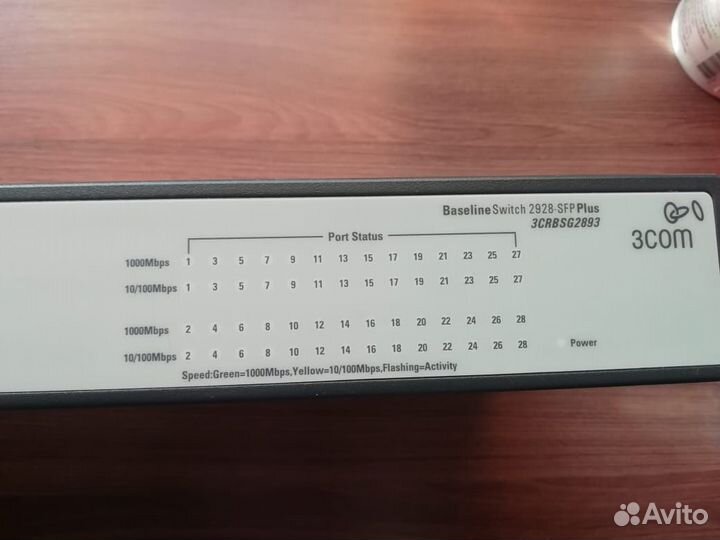 Baseline Switch 2928-SFP Plus
3CRBSG2893
3COM
Port Status
1000Mbps 1 3 5 7 9 11 13 15 17 19 21 23 25 27
10/100Mbps 1 3 5 7 9 11 13 15 17 19 21 23 25 27
1000Mbps 2 4 6 8 10 12 14 16 18 20 22 24 26 28
10/100Mbps 2 4 6 8 10 12 14 16 18 20 22 24 26 28
Power
Speed:Green=1000Mbps,Yellow=10/100Mbps,Flashing=Activity
Avito